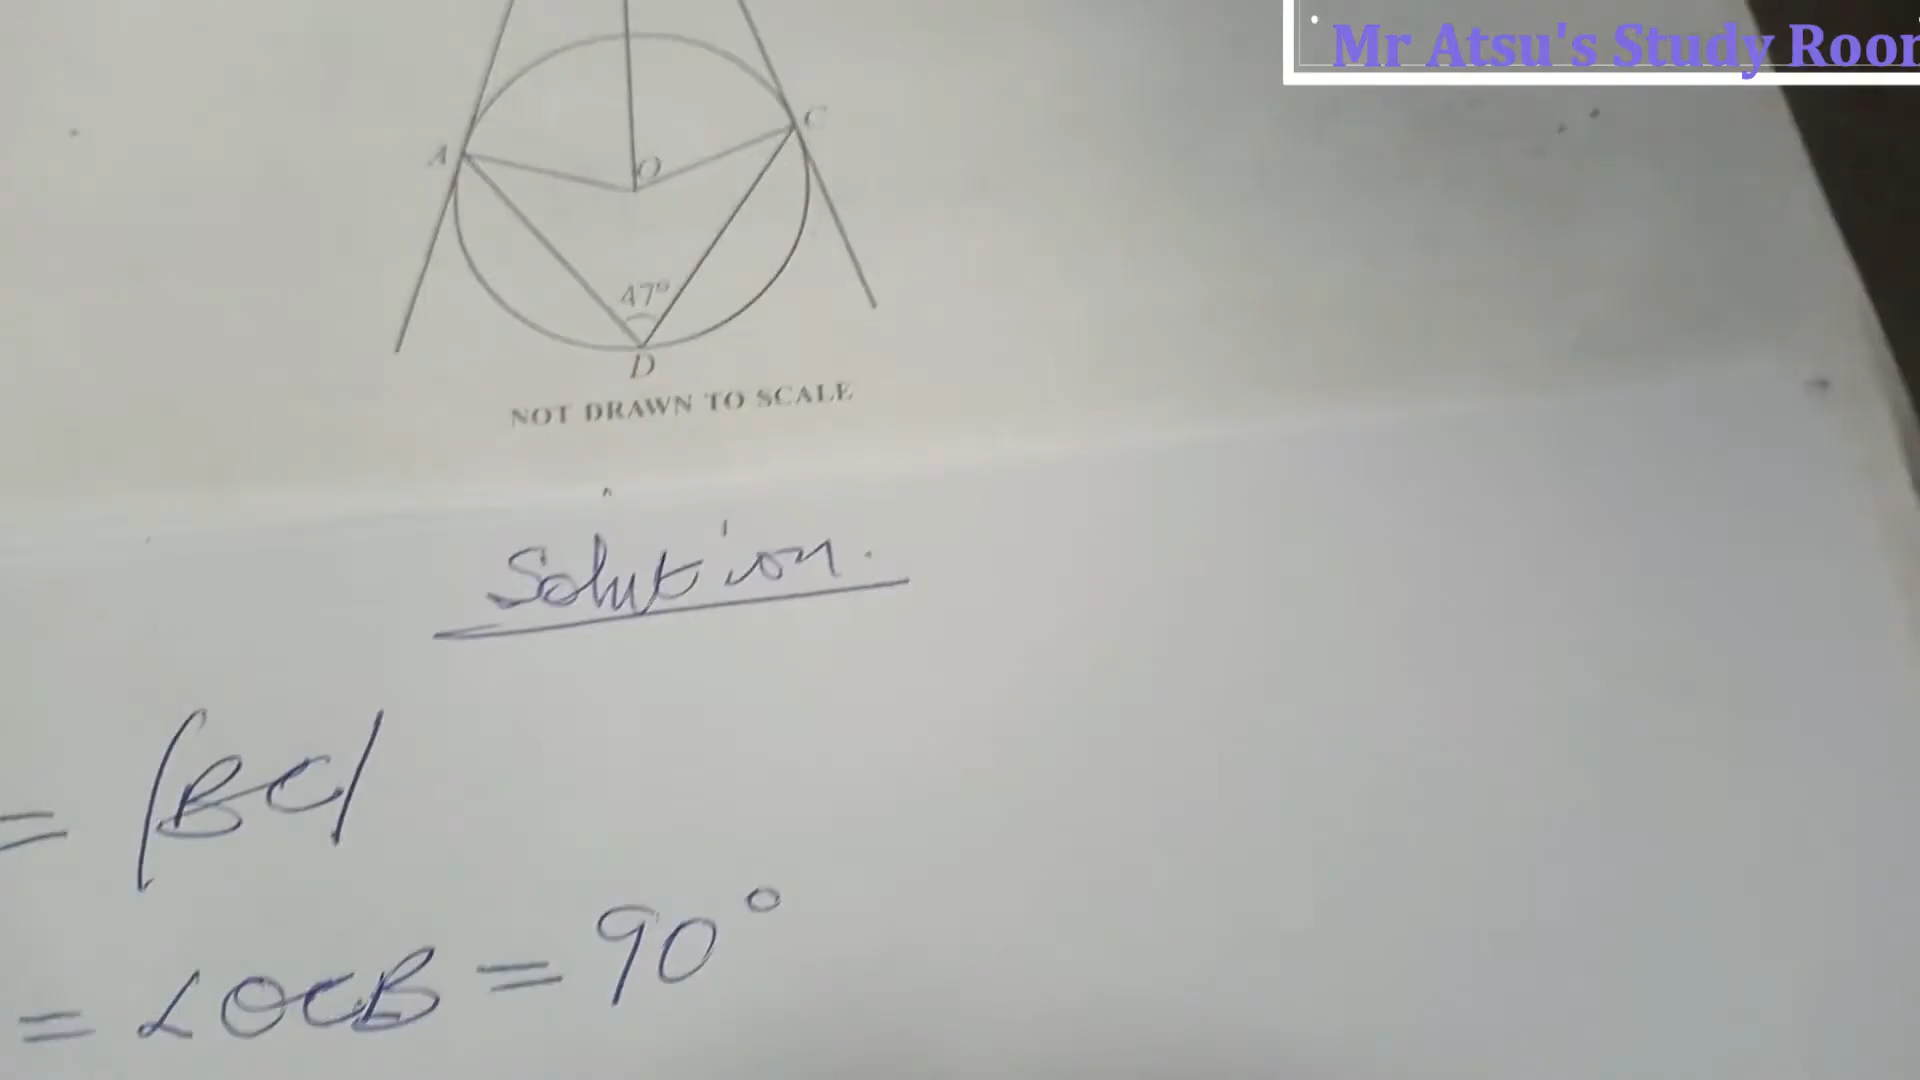 Mr Atsu's Study Roor
C
A
O
47°
D
NOT DRAWN TO SCALE
Solution.
= |BC|
= ∠OCB = 90°